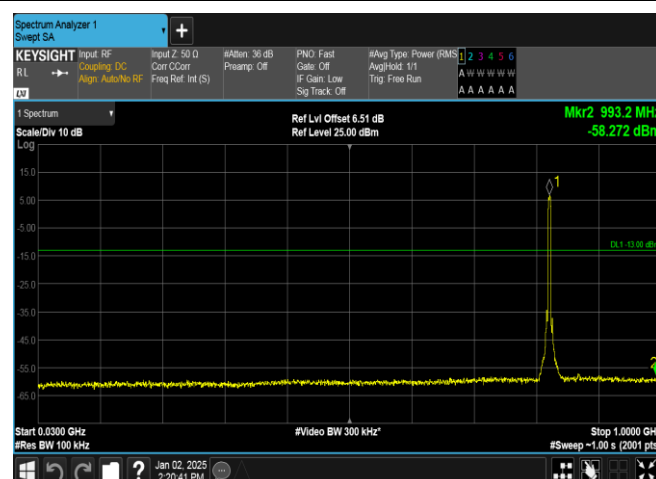 Spectrum Analyzer 1
Swept SA
+
KEYSIGHT
RL
LXI
Input: RF
Coupling: DC
Align: Auto/No RF
Input Z: 50 Ω
Corr CCorr
Freq Ref: Int (S)
#Atten: 36 dB
Preamp: Off
PNO: Fast
Gate: Off
IF Gain: Low
Sig Track: Off
#Avg Type: Power (RMS
Avg|Hold: 1/1
Trig: Free Run
1 2 3 4 5 6
A W W W W W
A A A A A A
1 Spectrum
Scale/Div 10 dB
Log
Ref Lvl Offset 6.51 dB
Ref Level 25.00 dBm
Mkr2 993.2 MHz
-58.272 dBm
15.0
5.00
-5.00
-15.0
-25.0
-35.0
-45.0
-55.0
-65.0
1
DL1 -13.00 dBm
Start 0.0300 GHz
#Res BW 100 kHz
#Video BW 300 kHz*
Stop 1.0000 GHz
#Sweep ~1.00 s (2001 pts)
?
Jan 02, 2025
2:20:41 PM